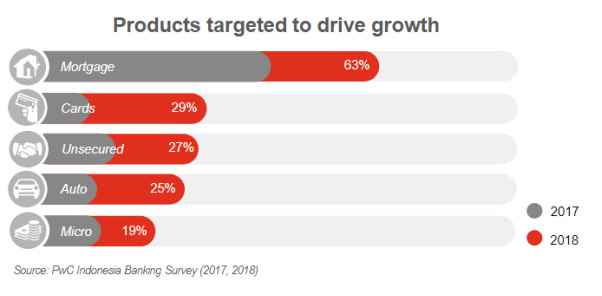 Products targeted to drive growth
Mortgage 63%
Cards 29%
Unsecured 27%
Auto 25%
Micro 19%
2017
2018
Source: PwC Indonesia Banking Survey (2017, 2018)